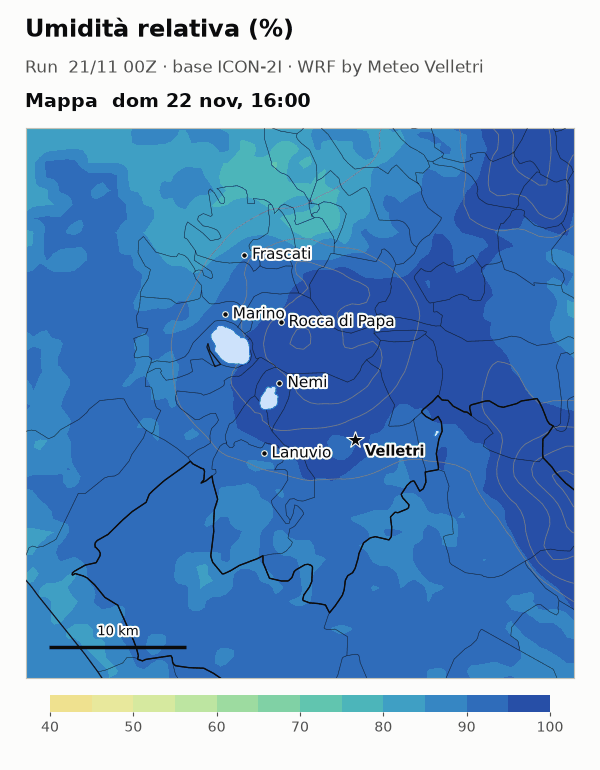 Umidità relativa (%)
Run  21/11 00Z · base ICON-2I · WRF by Meteo Velletri
Mappa  dom 22 nov, 16:00
Frascati
Marino
Rocca di Papa
Nemi
Velletri
Lanuvio
10 km
40 50 60 70 80 90 100